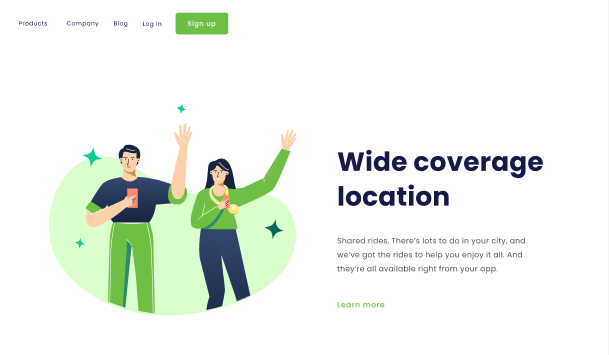 Products Company Blog Log in Sign up
Wide coverage
location
Shared rides, There's lots to do in your city, and
we've got the rides to help you enjoy it all. And
they're all available right from your app.
Learn more